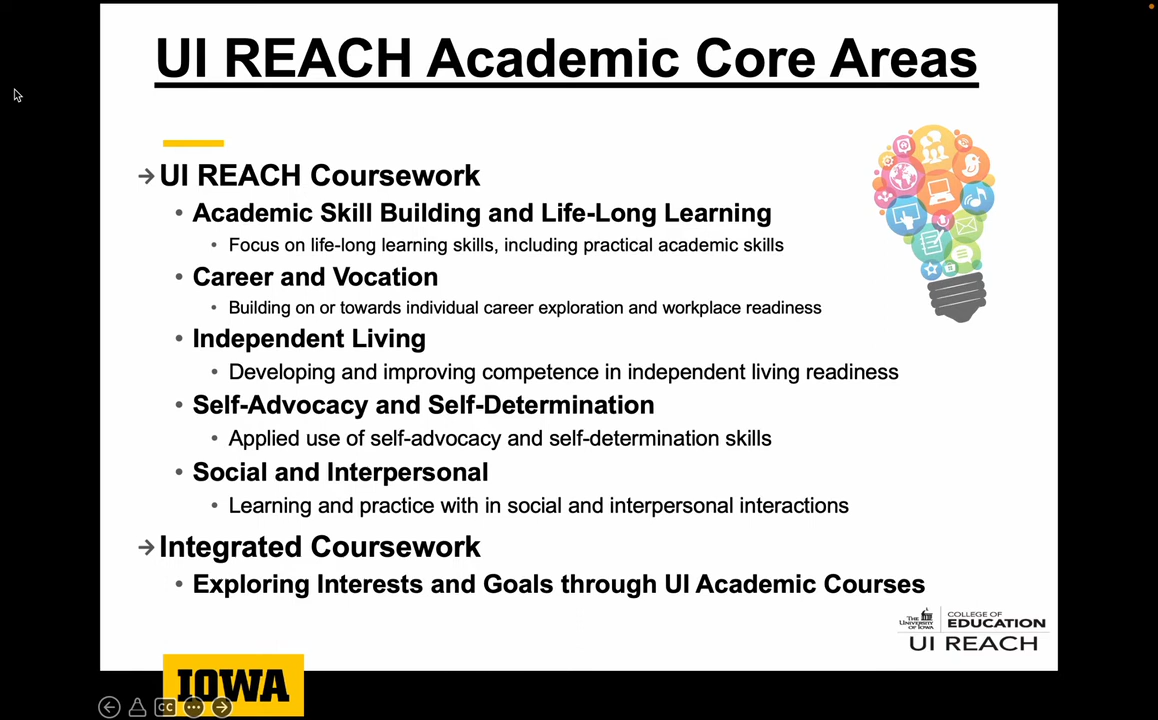 UI REACH Academic Core Areas
UI REACH Coursework
Academic Skill Building and Life-Long Learning
Focus on life-long learning skills, including practical academic skills
Career and Vocation
Building on or towards individual career exploration and workplace readiness
Independent Living
Developing and improving competence in independent living readiness
Self-Advocacy and Self-Determination
Applied use of self-advocacy and self-determination skills
Social and Interpersonal
Learning and practice with in social and interpersonal interactions
Integrated Coursework
Exploring Interests and Goals through UI Academic Courses
THE UNIVERSITY OF IOWA
COLLEGE OF
EDUCATION
UI REACH
IOWA
CC